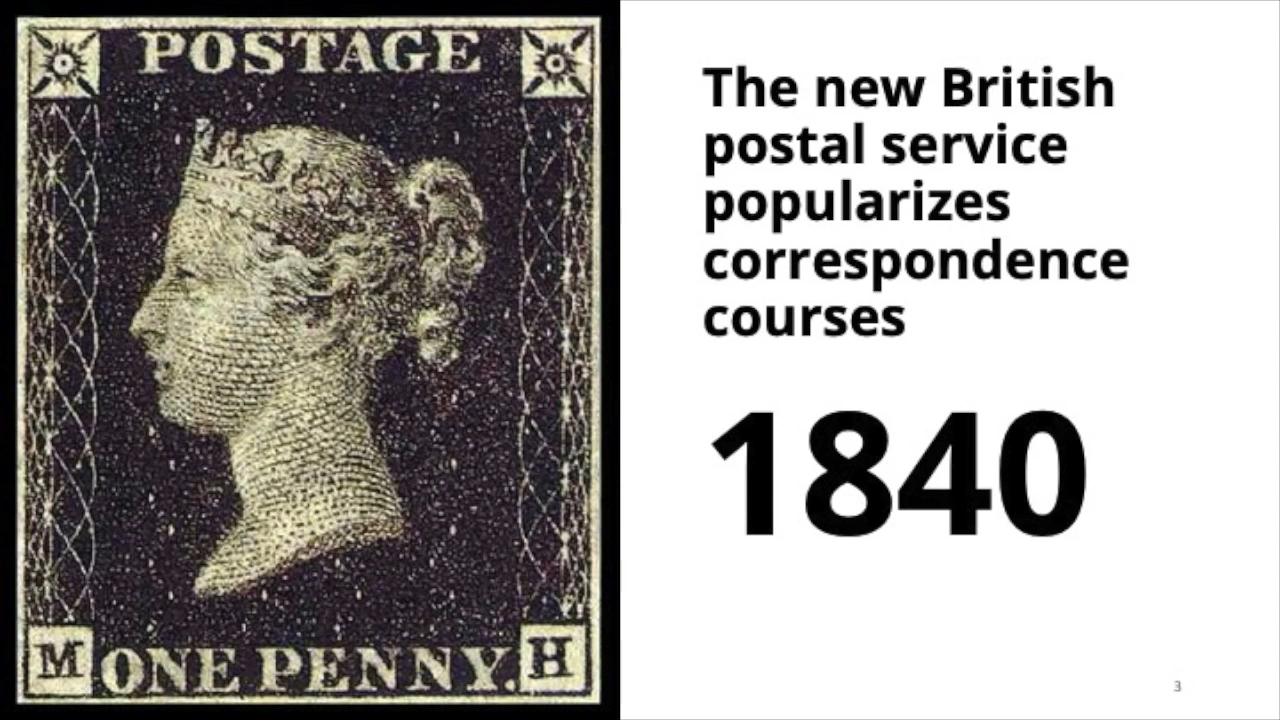 POSTAGE
M ONE PENNY. H
The new British
postal service
popularizes
correspondence
courses
1840
3